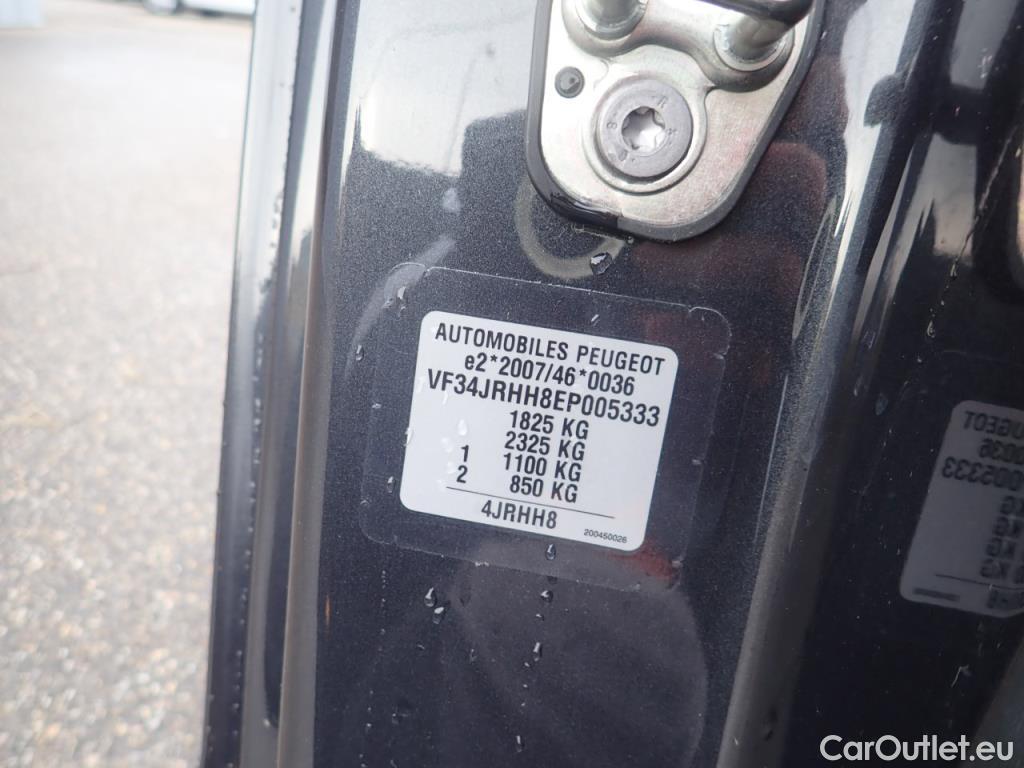 AUTOMOBILES PEUGEOT
e2*2007/46*0036
VF34JRHH8EP005333
1825 KG
2325 KG
1 1100 KG
2 850 KG
4JRHH8
200450026
CarOutlet.eu